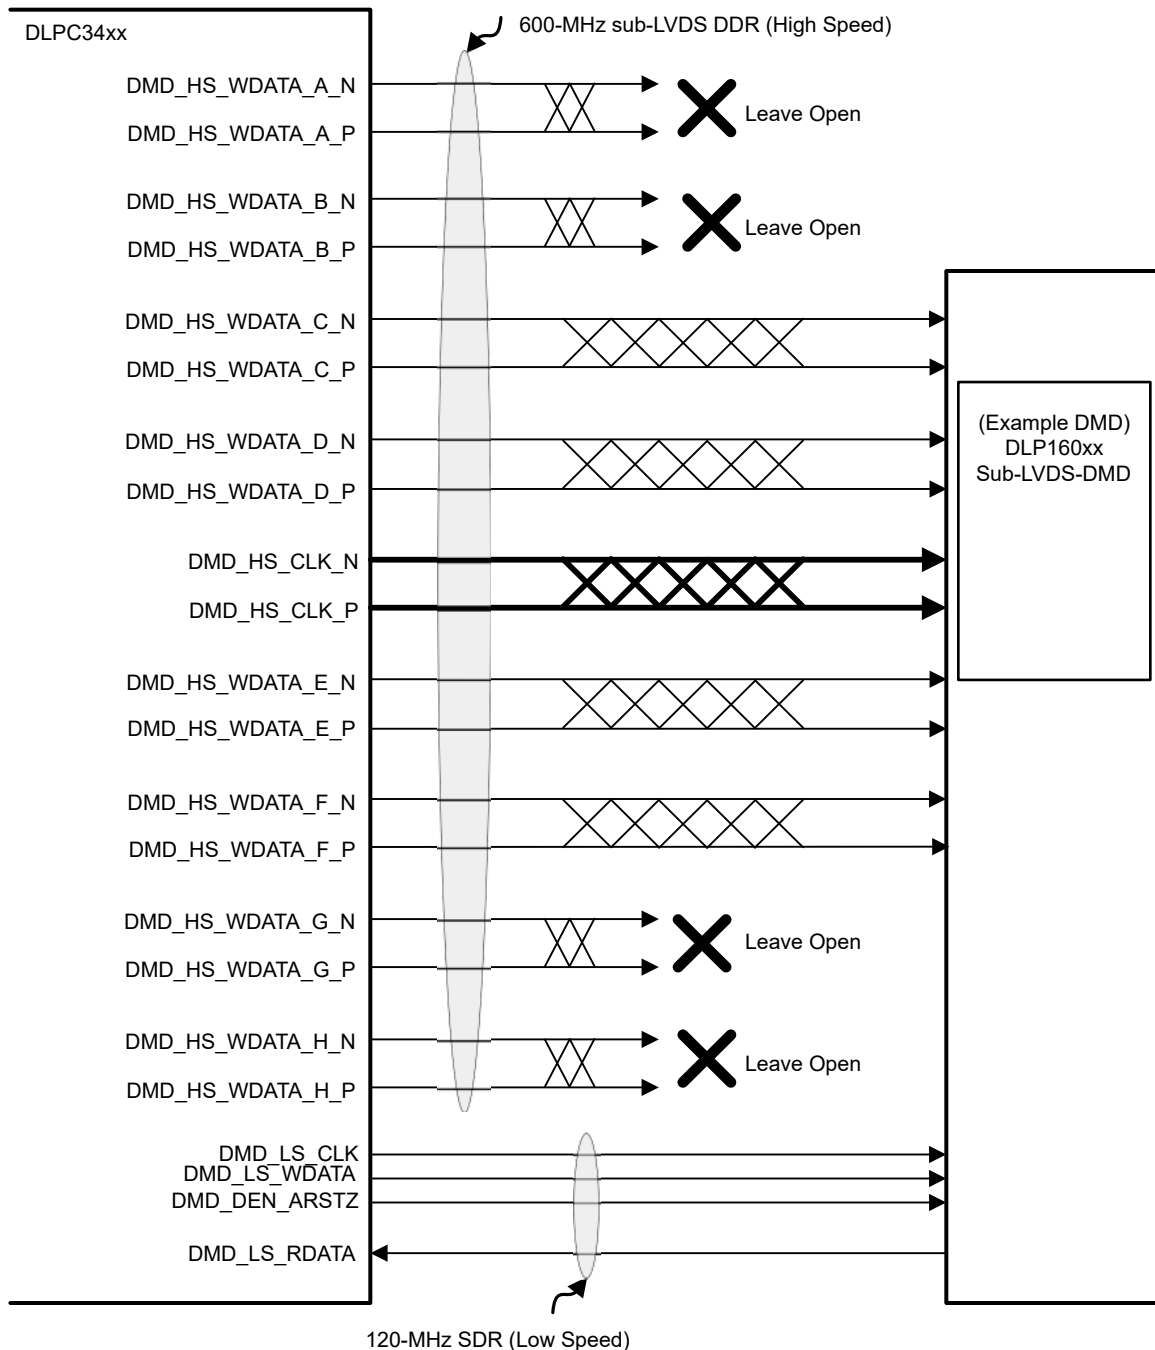 600-MHz sub-LVDS DDR (High Speed)
DLPC34xx
DMD_HS_WDATA_A_N
Leave Open
DMD_HS_WDATA_A_P
DMD_HS_WDATA_B_N
Leave Open
DMD_HS_WDATA_B_P
DMD_HS_WDATA_C_N
DMD_HS_WDATA_C_P
(Example DMD)
DLP160xx
Sub-LVDS-DMD
DMD_HS_WDATA_D_N
DMD_HS_WDATA_D_P
DMD_HS_CLK_N
DMD_HS_CLK_P
DMD_HS_WDATA_E_N
DMD_HS_WDATA_E_P
DMD_HS_WDATA_F_N
DMD_HS_WDATA_F_P
DMD_HS_WDATA_G_N
Leave Open
DMD_HS_WDATA_G_P
DMD_HS_WDATA_H_N
Leave Open
DMD_HS_WDATA_H_P
DMD_LS_CLK
DMD_LS_WDATA
DMD_DEN_ARSTZ
DMD_LS_RDATA
120-MHz SDR (Low Speed)